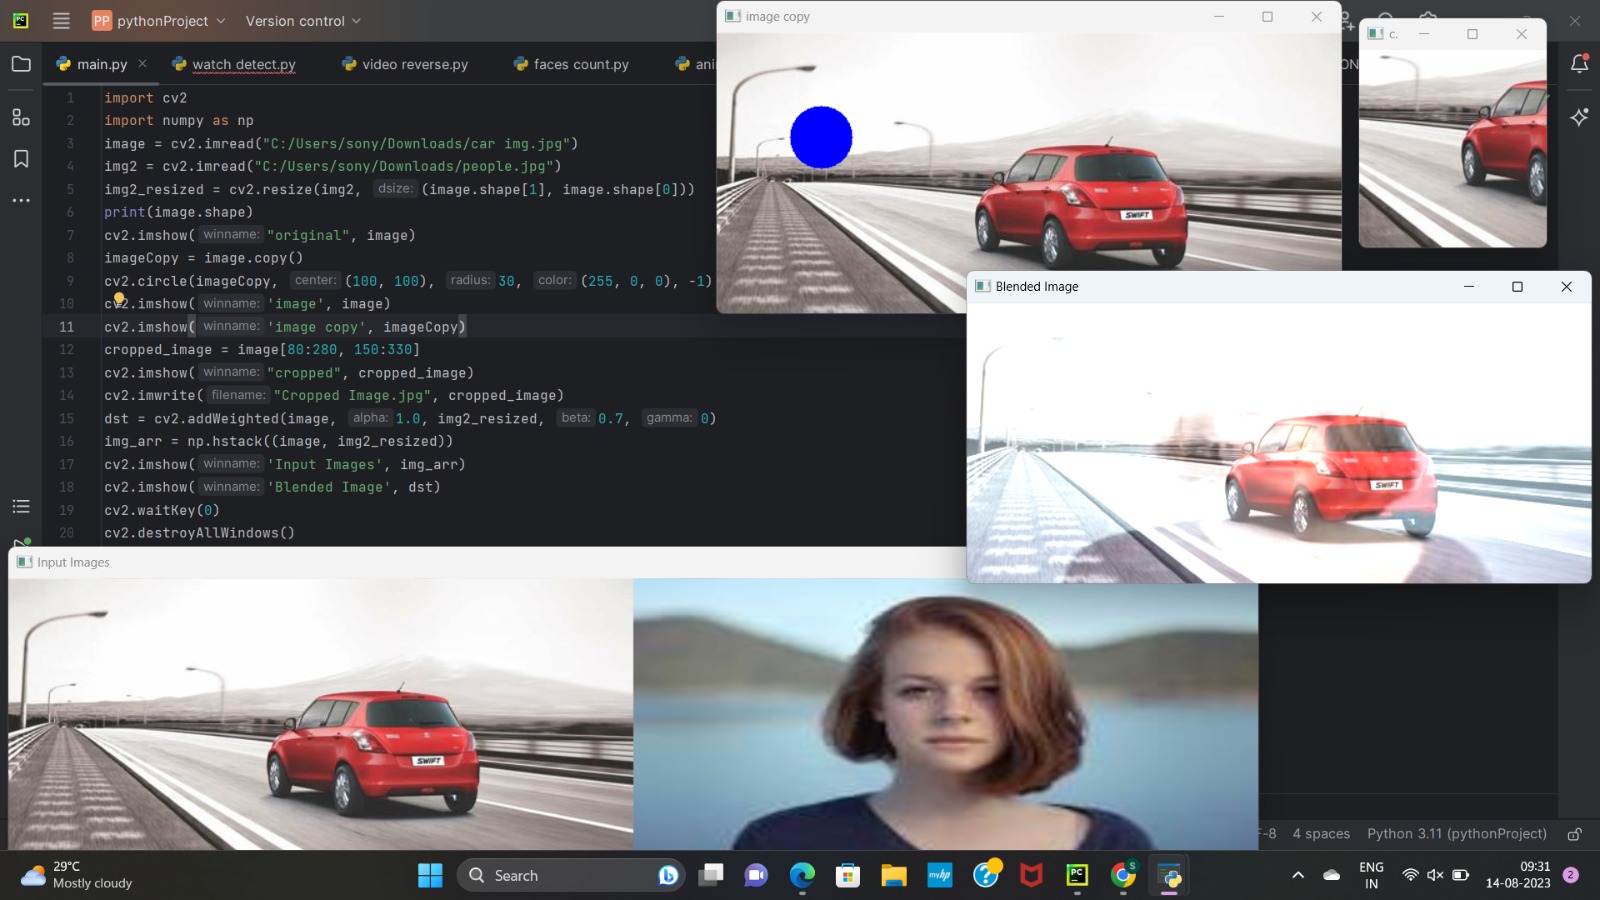 PC
PP pythonProject
Version control
main.py
watch detect.py
video reverse.py
faces count.py
ani
1 import cv2
2 import numpy as np
3 image = cv2.imread("C:/Users/sony/Downloads/car img.jpg")
4 img2 = cv2.imread("C:/Users/sony/Downloads/people.jpg")
5 img2_resized = cv2.resize(img2, dsize: (image.shape[1], image.shape[0]))
6 print(image.shape)
7 cv2.imshow( winname: "original", image)
8 imageCopy = image.copy()
9 cv2.circle(imageCopy, center: (100, 100), radius: 30, color: (255, 0, 0), -1)
10 cv2.imshow( winname: 'image', image)
11 cv2.imshow( winname: 'image copy', imageCopy)
12 cropped_image = image[80:280, 150:330]
13 cv2.imshow( winname: "cropped", cropped_image)
14 cv2.imwrite( filename: "Cropped Image.jpg", cropped_image)
15 dst = cv2.addWeighted(image, alpha: 1.0, img2_resized, beta: 0.7, gamma: 0)
16 img_arr = np.hstack((image, img2_resized))
17 cv2.imshow( winname: 'Input Images', img_arr)
18 cv2.imshow( winname: 'Blended Image', dst)
19 cv2.waitKey(0)
20 cv2.destroyAllWindows()
image copy
SWIFT
ON
c.
Blended Image
SWIFT
Input Images
SWIFT
F-8
4 spaces
Python 3.11 (pythonProject)
29°C
Mostly cloudy
Search
myhp
PC
S
ENG
IN
09:31
14-08-2023
2